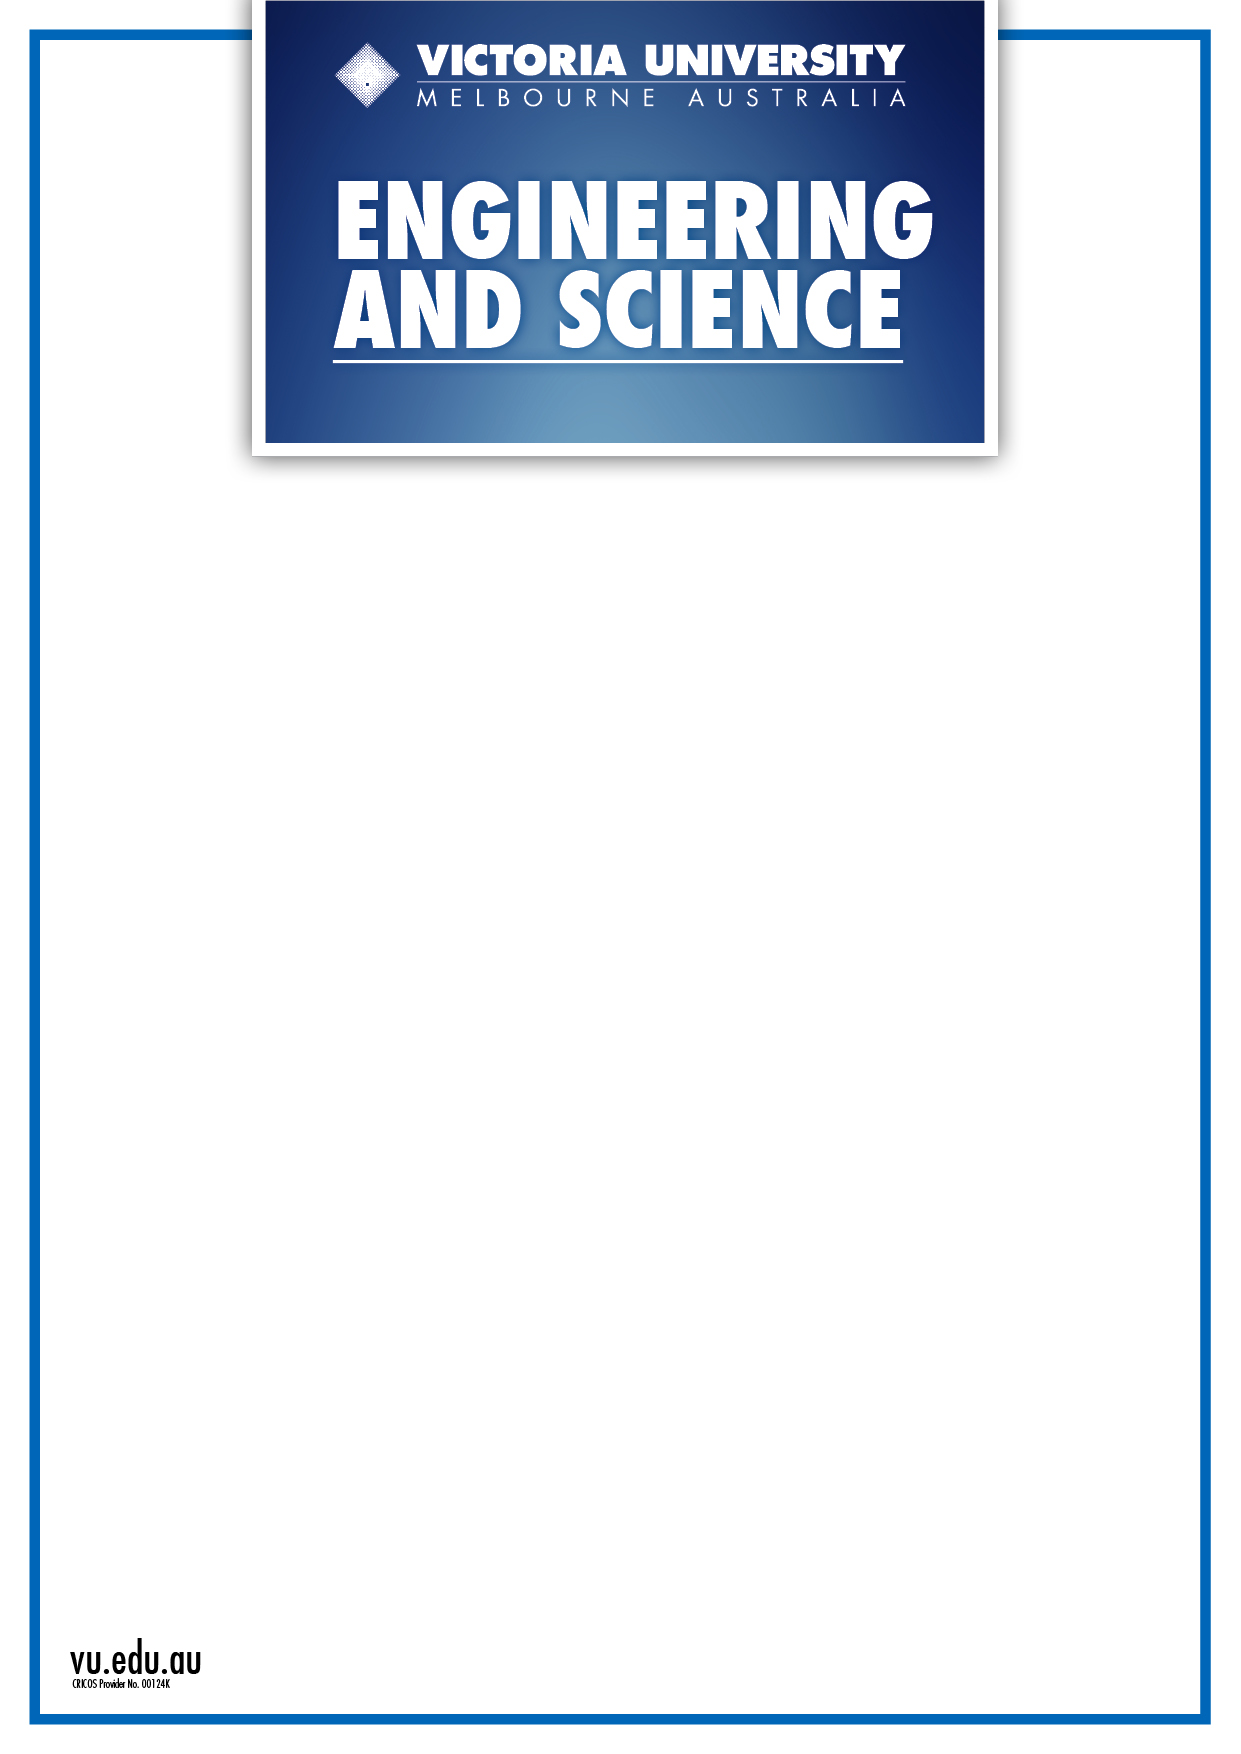 VICTORIA UNIVERSITY
MELBOURNE AUSTRALIA
ENGINEERING
AND SCIENCE
vu.edu.au
CRICOS Provider No. 00124K